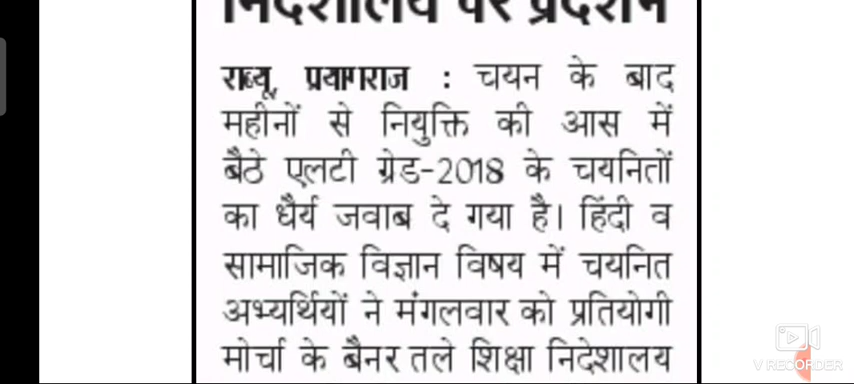 निदेशालय पर प्रदर्शन
राब्यू, प्रयागराज : चयन के बाद
महीनों से नियुक्ति की आस में
बैठे एलटी ग्रेड-2018 के चयनितों
का धैर्य जवाब दे गया है। हिंदी व
सामाजिक विज्ञान विषय में चयनित
अभ्यर्थियों ने मंगलवार को प्रतियोगी
मोर्चा के बैनर तले शिक्षा निदेशालय
V RECORDER